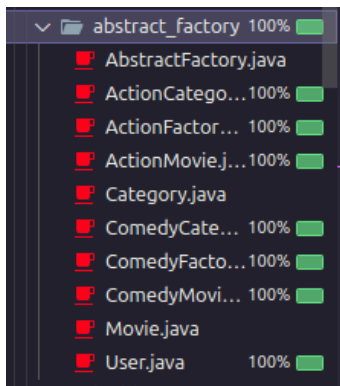 abstract_factory 100%
AbstractFactory.java
ActionCatego... 100%
ActionFactor... 100%
ActionMovie.j... 100%
Category.java
ComedyCate... 100%
ComedyFacto... 100%
ComedyMovi... 100%
Movie.java
User.java 100%